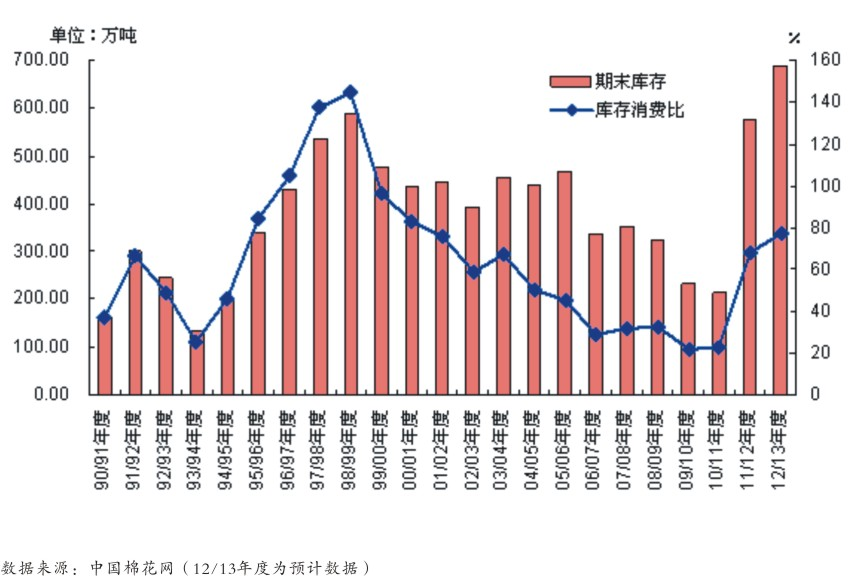 单位：万吨
%
700.00
600.00
500.00
400.00
300.00
200.00
100.00
0.00
160
140
120
100
80
60
40
20
0
期末库存
库存消费比
90/91年度
91/92年度
92/93年度
93/94年度
94/95年度
95/96年度
96/97年度
97/98年度
98/99年度
99/00年度
00/01年度
01/02年度
02/03年度
03/04年度
04/05年度
05/06年度
06/07年度
07/08年度
08/09年度
09/10年度
10/11年度
11/12年度
12/13年度
数据来源：中国棉花网（12/13年度为预计数据）